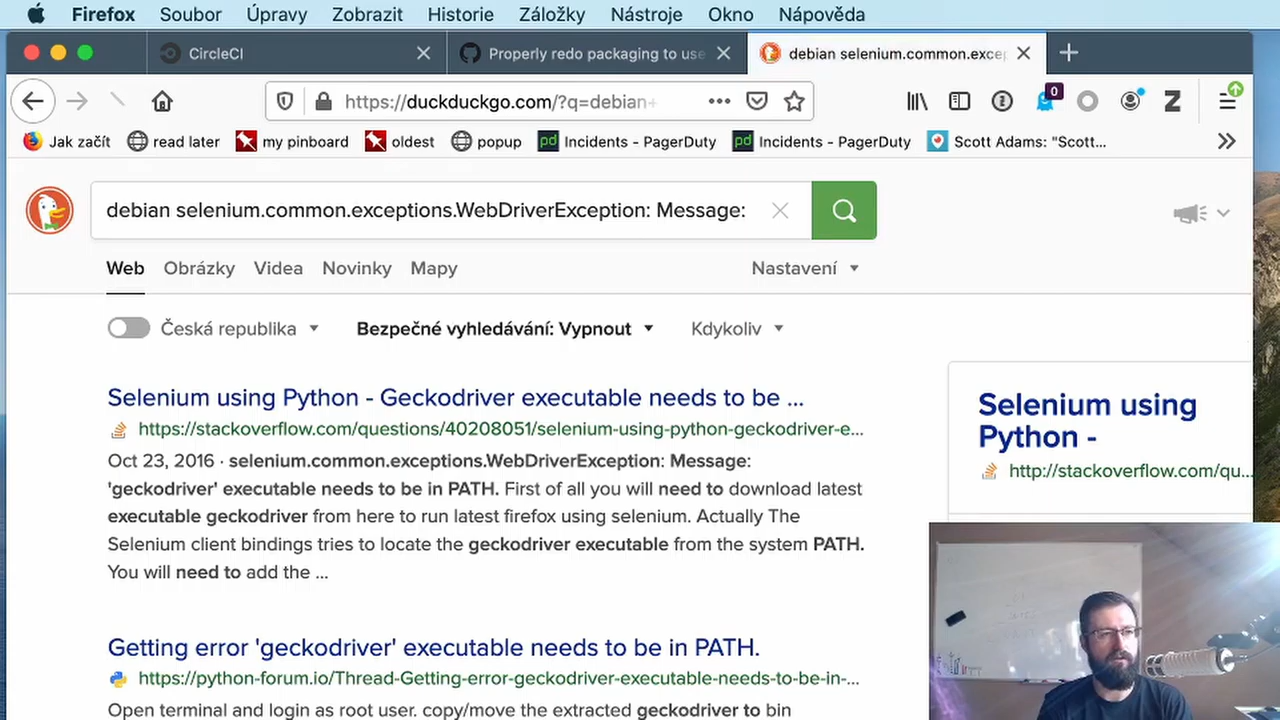 Firefox Soubor Úpravy Zobrazit Historie Záložky Nástroje Okno Nápověda
CircleCI Properly redo packaging to use debian selenium.common.excep
https://duckduckgo.com/?q=debian+ 0 Z
Jak začít read later my pinboard oldest popup pd Incidents - PagerDuty pd Incidents - PagerDuty Scott Adams: "Scott...
debian selenium.common.exceptions.WebDriverException: Message:
Web Obrázky Videa Novinky Mapy Nastavení
Česká republika Bezpečné vyhledávání: Vypnout Kdykoliv
Selenium using Python - Geckodriver executable needs to be ...
https://stackoverflow.com/questions/40208051/selenium-using-python-geckodriver-e...
Oct 23, 2016 · selenium.common.exceptions.WebDriverException: Message:
'geckodriver' executable needs to be in PATH. First of all you will need to download latest
executable geckodriver from here to run latest firefox using selenium. Actually The
Selenium client bindings tries to locate the geckodriver executable from the system PATH.
You will need to add the ...
Selenium using
Python -
http://stackoverflow.com/qu...
Getting error 'geckodriver' executable needs to be in PATH.
https://python-forum.io/Thread-Getting-error-geckodriver-executable-needs-to-be-in-...
Open terminal and login as root user. copy/move the extracted geckodriver to bin